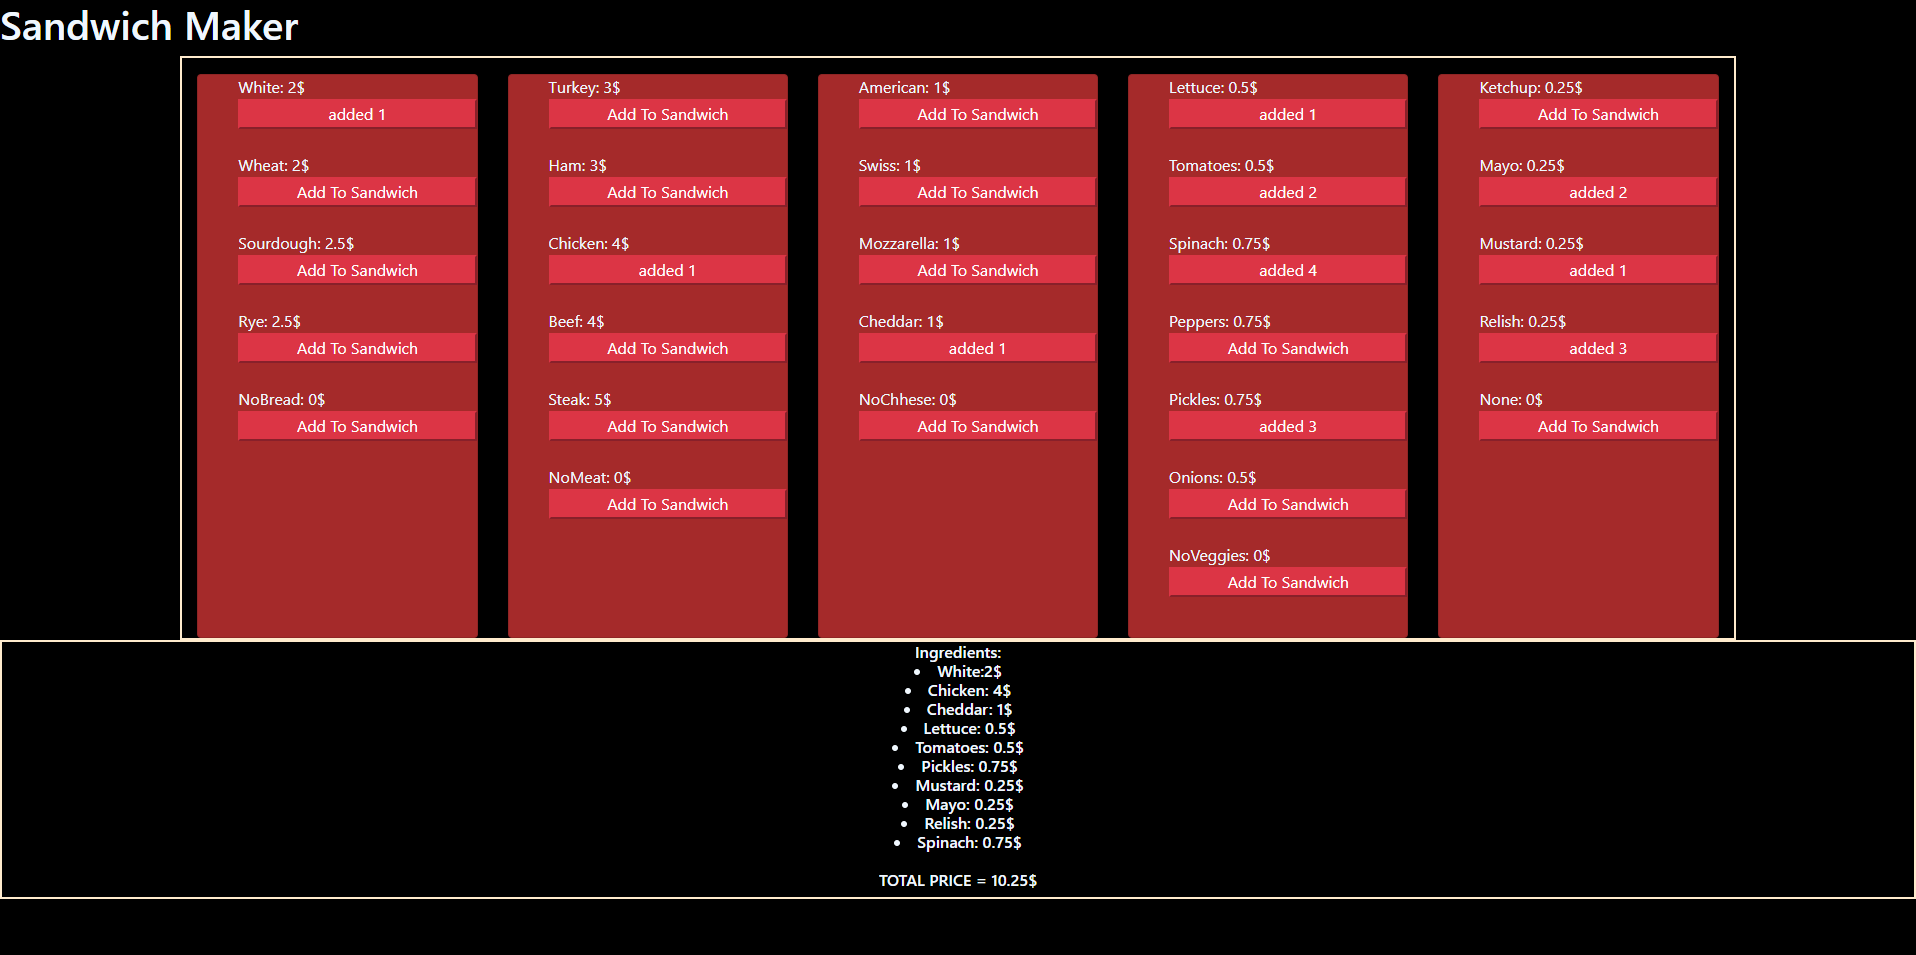 Sandwich Maker
White: 2$
added 1
Wheat: 2$
Add To Sandwich
Sourdough: 2.5$
Add To Sandwich
Rye: 2.5$
Add To Sandwich
NoBread: 0$
Add To Sandwich
Turkey: 3$
Add To Sandwich
Ham: 3$
Add To Sandwich
Chicken: 4$
added 1
Beef: 4$
Add To Sandwich
Steak: 5$
Add To Sandwich
NoMeat: 0$
Add To Sandwich
American: 1$
Add To Sandwich
Swiss: 1$
Add To Sandwich
Mozzarella: 1$
Add To Sandwich
Cheddar: 1$
added 1
NoChhese: 0$
Add To Sandwich
Lettuce: 0.5$
added 1
Tomatoes: 0.5$
added 2
Spinach: 0.75$
added 4
Peppers: 0.75$
Add To Sandwich
Pickles: 0.75$
added 3
Onions: 0.5$
Add To Sandwich
NoVeggies: 0$
Add To Sandwich
Ketchup: 0.25$
Add To Sandwich
Mayo: 0.25$
added 2
Mustard: 0.25$
added 1
Relish: 0.25$
added 3
None: 0$
Add To Sandwich
Ingredients:
• White:2$
• Chicken: 4$
• Cheddar: 1$
• Lettuce: 0.5$
• Tomatoes: 0.5$
• Pickles: 0.75$
• Mustard: 0.25$
• Mayo: 0.25$
• Relish: 0.25$
• Spinach: 0.75$
TOTAL PRICE = 10.25$